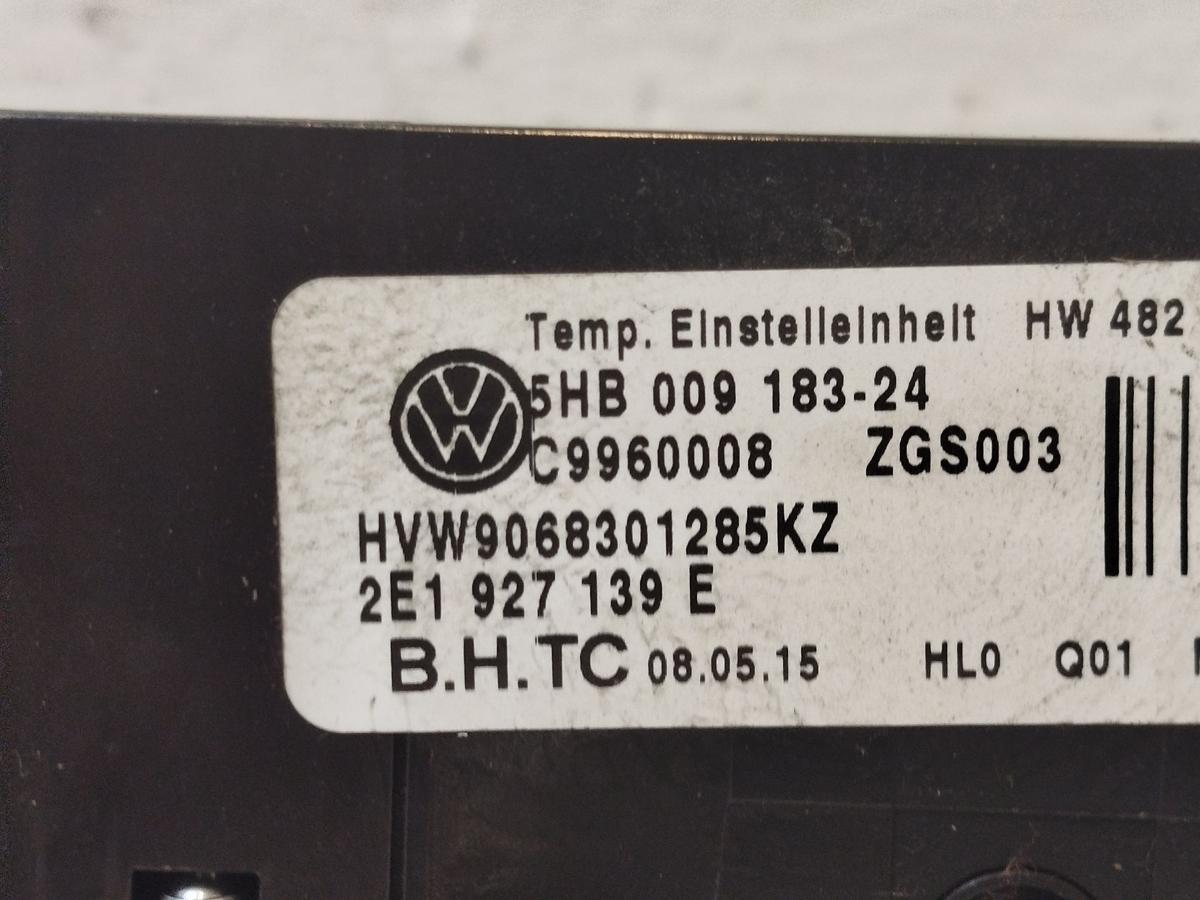 Temp. Einstelleinheit HW 482
5HB 009 183-24
C9960008 ZGS003
HVW9068301285KZ
2E1 927 139 E
B.H.TC 08.05.15 HL0 Q01